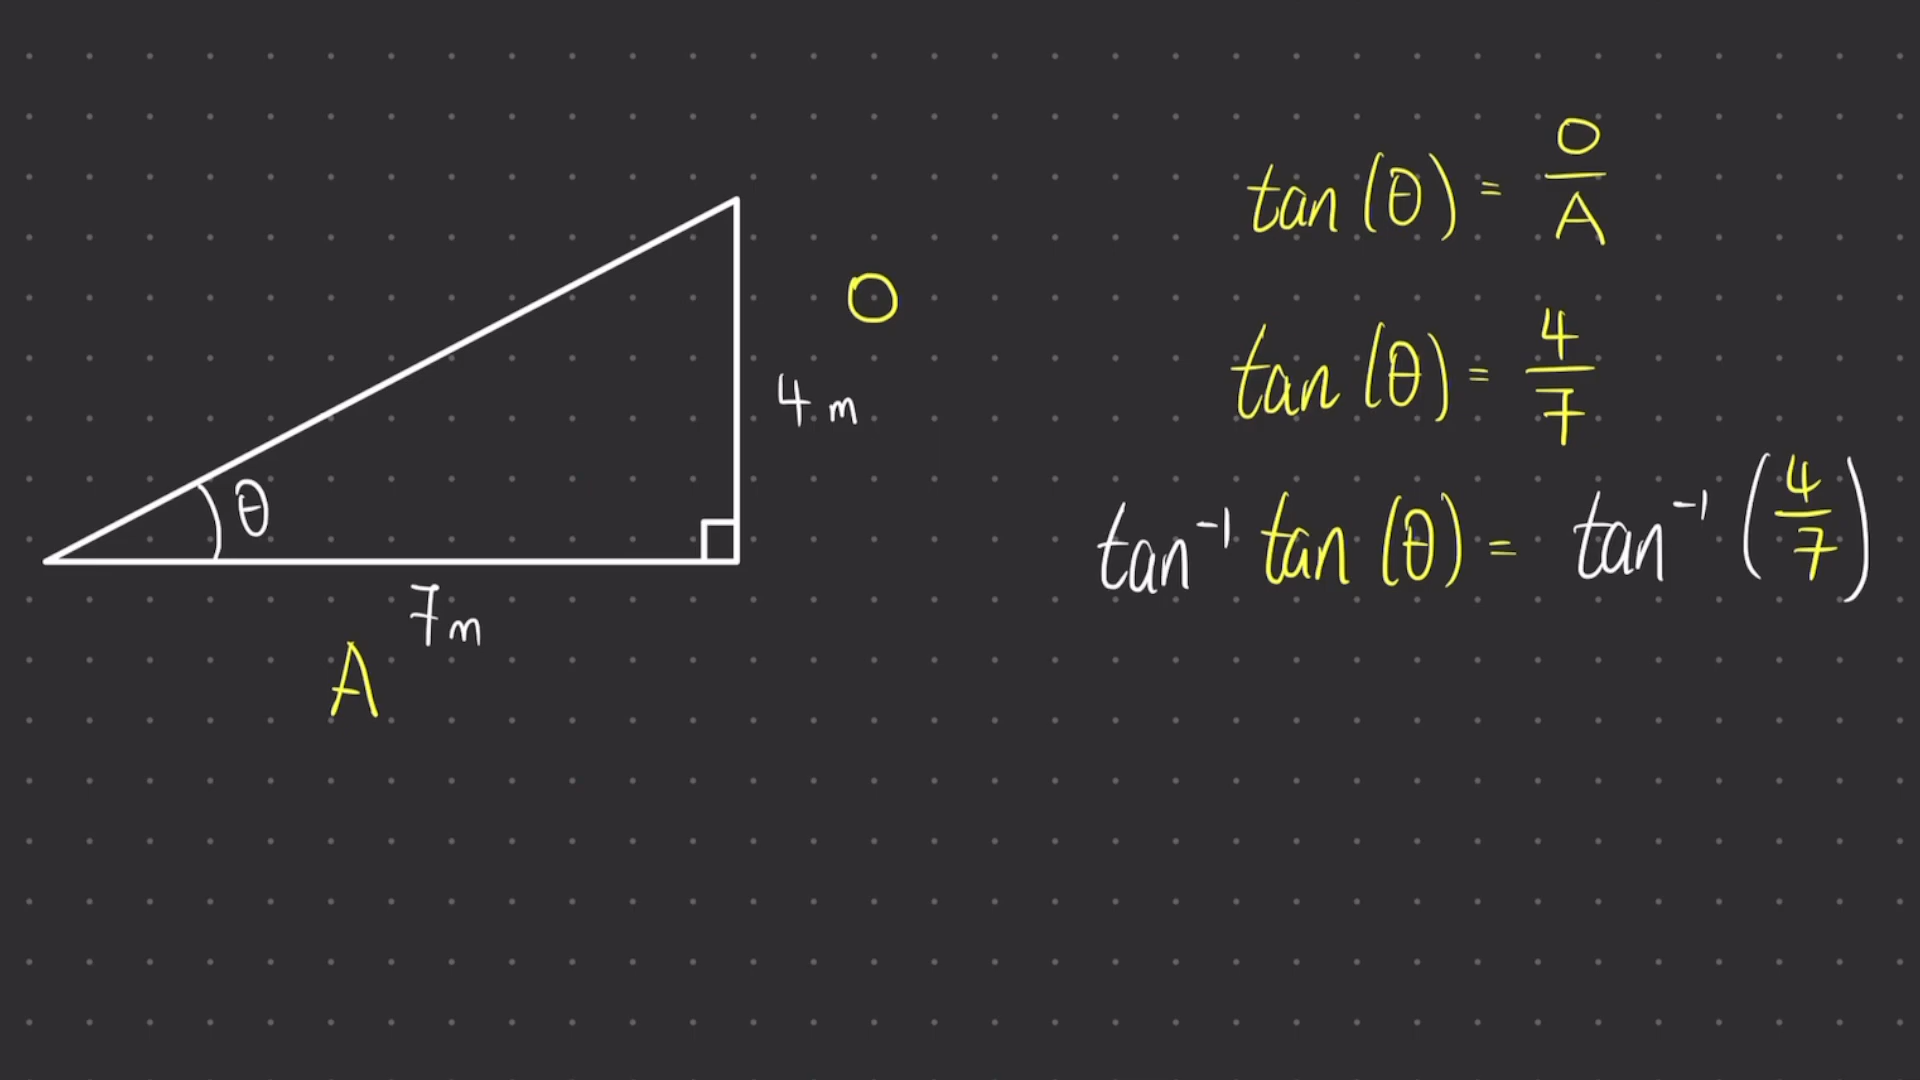 tan(θ) = O/A
O
tan(θ) = 4/7
4 m
θ
tan⁻¹ tan(θ) = tan⁻¹(4/7)
7m
A